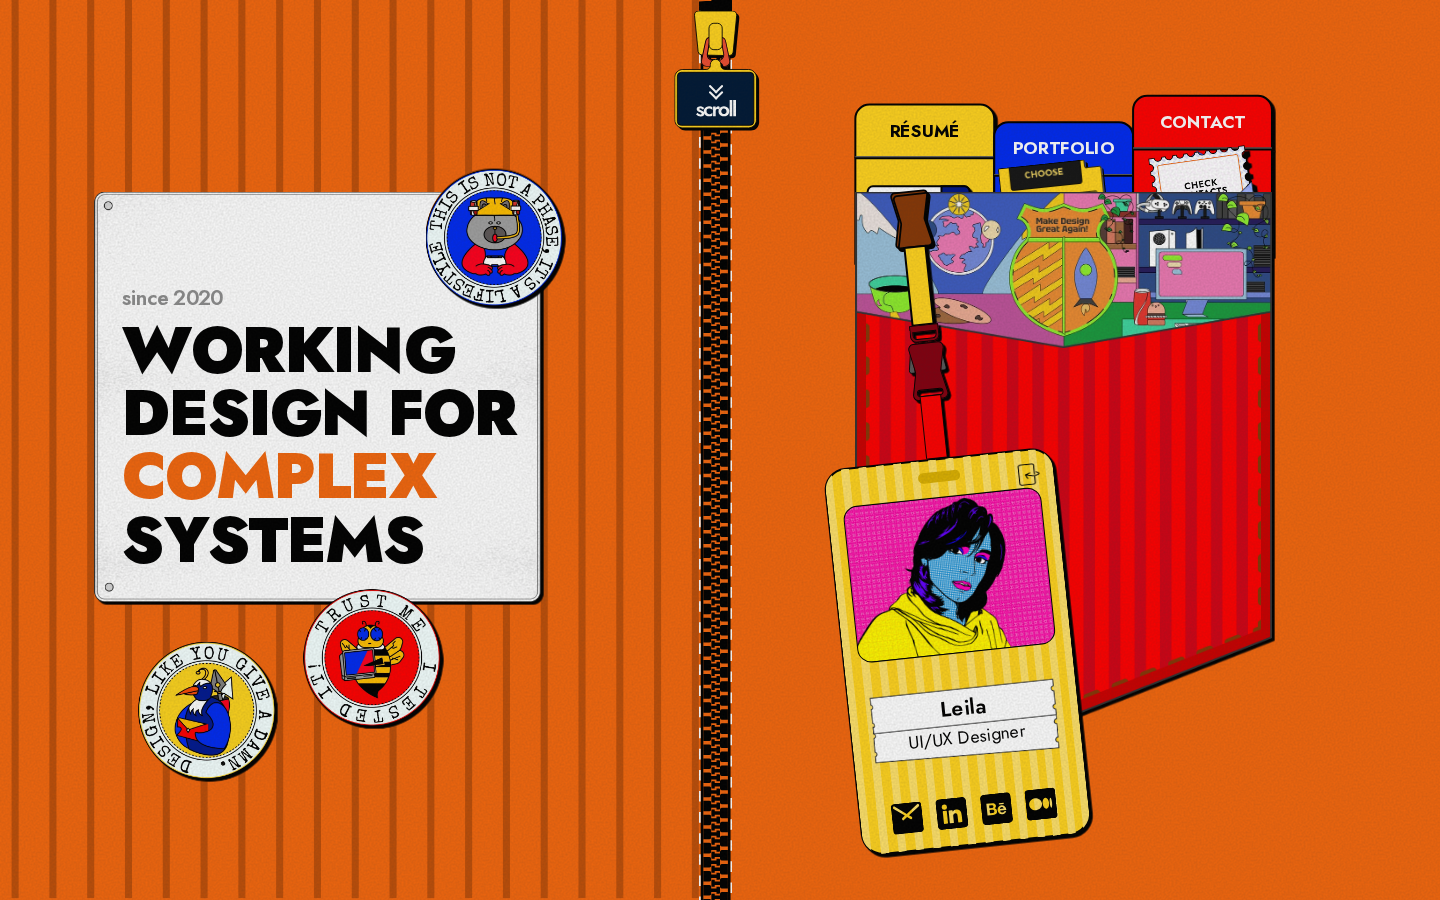 scroll
RÉSUMÉ
PORTFOLIO
CONTACT
CHOOSE
CHECK
Make Design
Great Again!
THIS IS NOT A PHASE, IT'S A LIFESTYLE
since 2020
WORKING
DESIGN FOR
COMPLEX
SYSTEMS
TRUST ME I TESTED IT!
DESIGN, LIKE YOU GIVE A DAMN.
Leila
UI/UX Designer
in
Bē